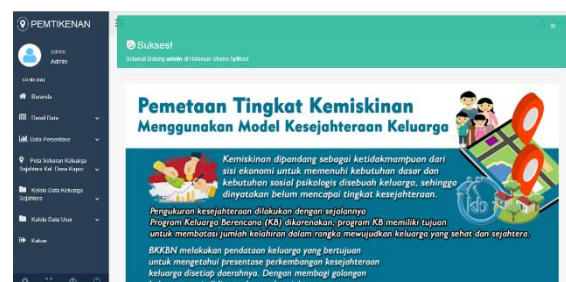 PEMTIKENAN
admin
Admin
GENERAL
Beranda
Detail Data
Data Persentase
Peta Sebaran Keluarga
Sejahtera Kel. Desa Kapur
Kelola Data Keluarga
Sejahtera
Kelola Data User
Keluar
Sukses!
Selamat Datang admin di Halaman Utama Aplikasi
Pemetaan Tingkat Kemiskinan
Menggunakan Model Kesejahteraan Keluarga
Kemiskinan dipandang sebagai ketidakmampuan dari
sisi ekonomi untuk memenuhi kebutuhan dasar dan
kebutuhan sosial psikologis disebuah keluarga, sehingga
dinyatakan belum mencapai tingkat kesejahteraan.
Pengukuran kesejahteraan dilakukan dengan sejalannya
Program Keluarga Berencana (KB) dikarenakan, program KB memiliki tujuan
untuk membatasi jumlah kelahiran dalam rangka mewujudkan keluarga yang sehat dan sejahtera.
kb
BKKBN melakukan pendataan keluarga yang bertujuan
untuk mengetahui presentase perkembangan kesejahteraan
keluarga disetiap daerahnya. Dengan membagi golongan